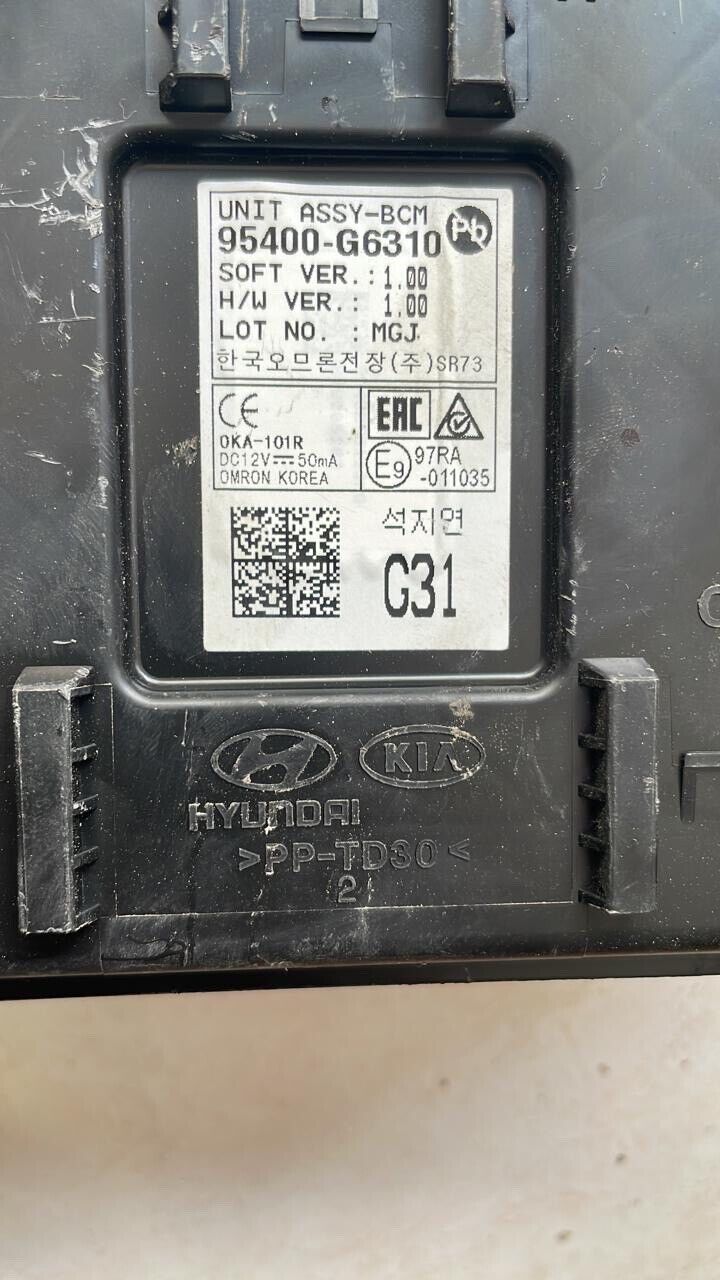 UNIT ASSY-BCM
Pb
95400-G6310
SOFT VER.: 1.00
H/W VER.: 1.00
LOT NO. : MGJ
한국오므론전장(주)SR73
CE
OKA-101R
DC12V⎓50mA
OMRON KOREA
EAC
E9 97RA
-011035
석지연
G31
KIA
HYUNDAI
>PP-TD30<
2